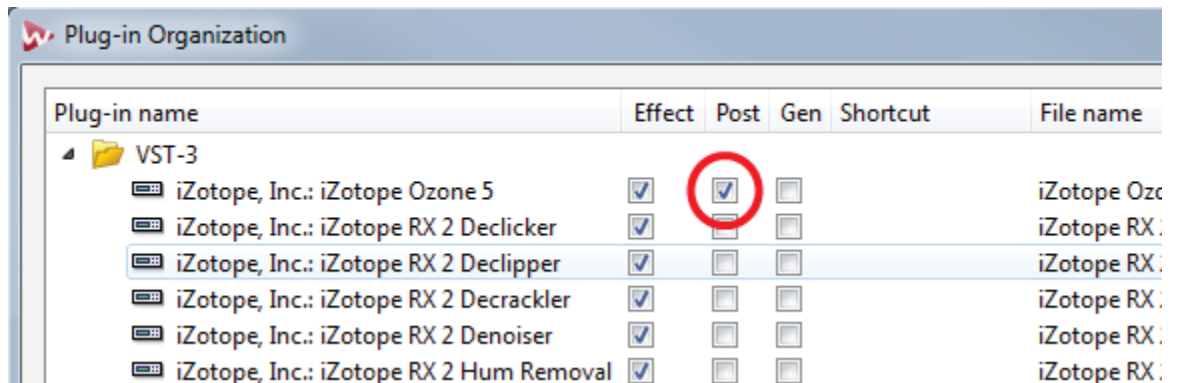 Plug-in Organization
Plug-in name Effect Post Gen Shortcut File name
VST-3
iZotope, Inc.: iZotope Ozone 5 iZotope Ozo
iZotope, Inc.: iZotope RX 2 Declicker iZotope RX
iZotope, Inc.: iZotope RX 2 Declipper iZotope RX
iZotope, Inc.: iZotope RX 2 Decrackler iZotope RX
iZotope, Inc.: iZotope RX 2 Denoiser iZotope RX
iZotope, Inc.: iZotope RX 2 Hum Removal iZotope RX